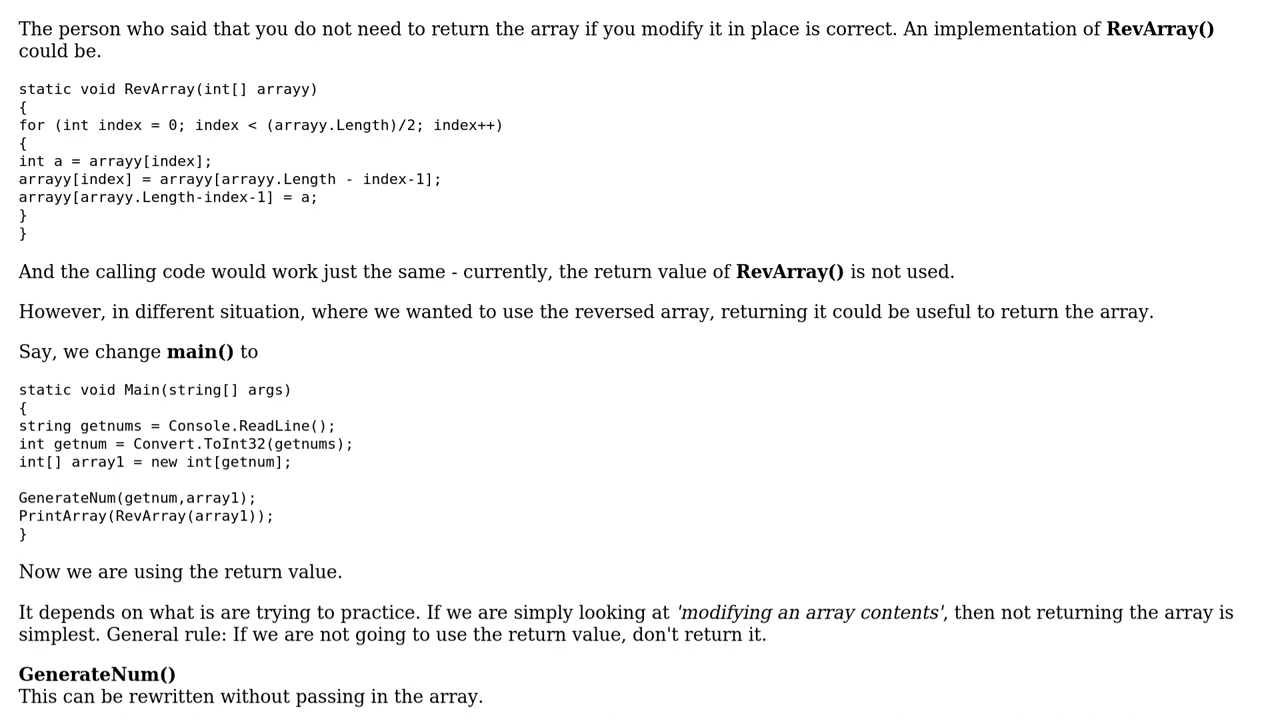 The person who said that you do not need to return the array if you modify it in place is correct. An implementation of RevArray()
could be.
static void RevArray(int[] arrayy)
{
for (int index = 0; index < (arrayy.Length)/2; index++)
{
int a = arrayy[index];
arrayy[index] = arrayy[arrayy.Length - index-1];
arrayy[arrayy.Length-index-1] = a;
}
}
And the calling code would work just the same - currently, the return value of RevArray() is not used.
However, in different situation, where we wanted to use the reversed array, returning it could be useful to return the array.
Say, we change main() to
static void Main(string[] args)
{
string getnums = Console.ReadLine();
int getnum = Convert.ToInt32(getnums);
int[] array1 = new int[getnum];
GenerateNum(getnum,array1);
PrintArray(RevArray(array1));
}
Now we are using the return value.
It depends on what is are trying to practice. If we are simply looking at 'modifying an array contents', then not returning the array is
simplest. General rule: If we are not going to use the return value, don't return it.
GenerateNum()
This can be rewritten without passing in the array.